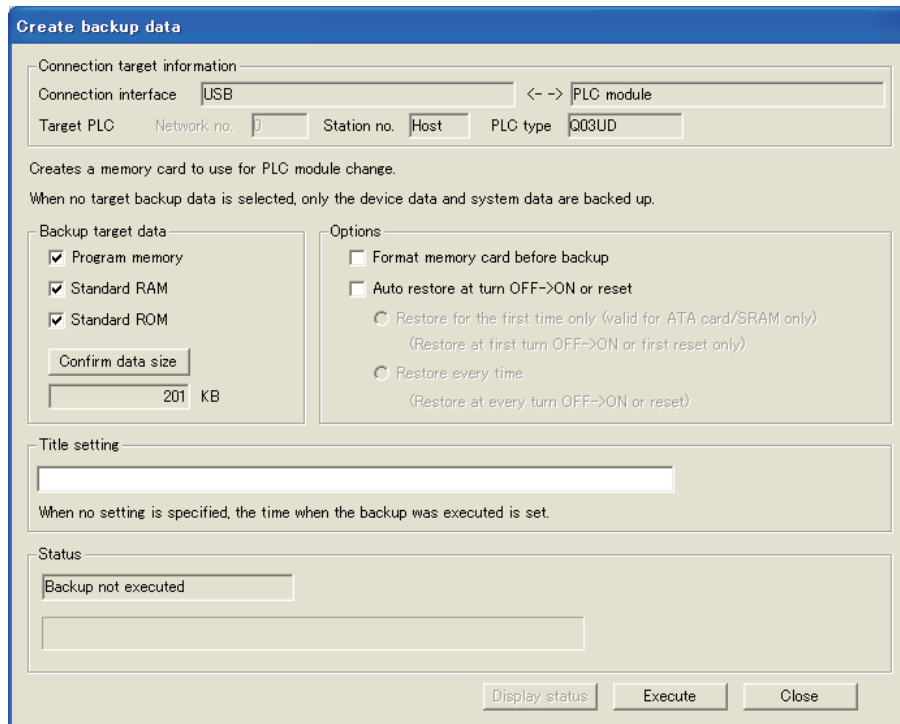 Create backup data
Connection target information
Connection interface USB <- -> PLC module
Target PLC Network no. 0 Station no. Host PLC type Q03UD
Creates a memory card to use for PLC module change.
When no target backup data is selected, only the device data and system data are backed up.
Backup target data
Program memory
Standard RAM
Standard ROM
Confirm data size
201 KB
Options
Format memory card before backup
Auto restore at turn OFF->ON or reset
Restore for the first time only (valid for ATA card/SRAM only)
(Restore at first turn OFF->ON or first reset only)
Restore every time
(Restore at every turn OFF->ON or reset)
Title setting
When no setting is specified, the time when the backup was executed is set.
Status
Backup not executed
Display status Execute Close